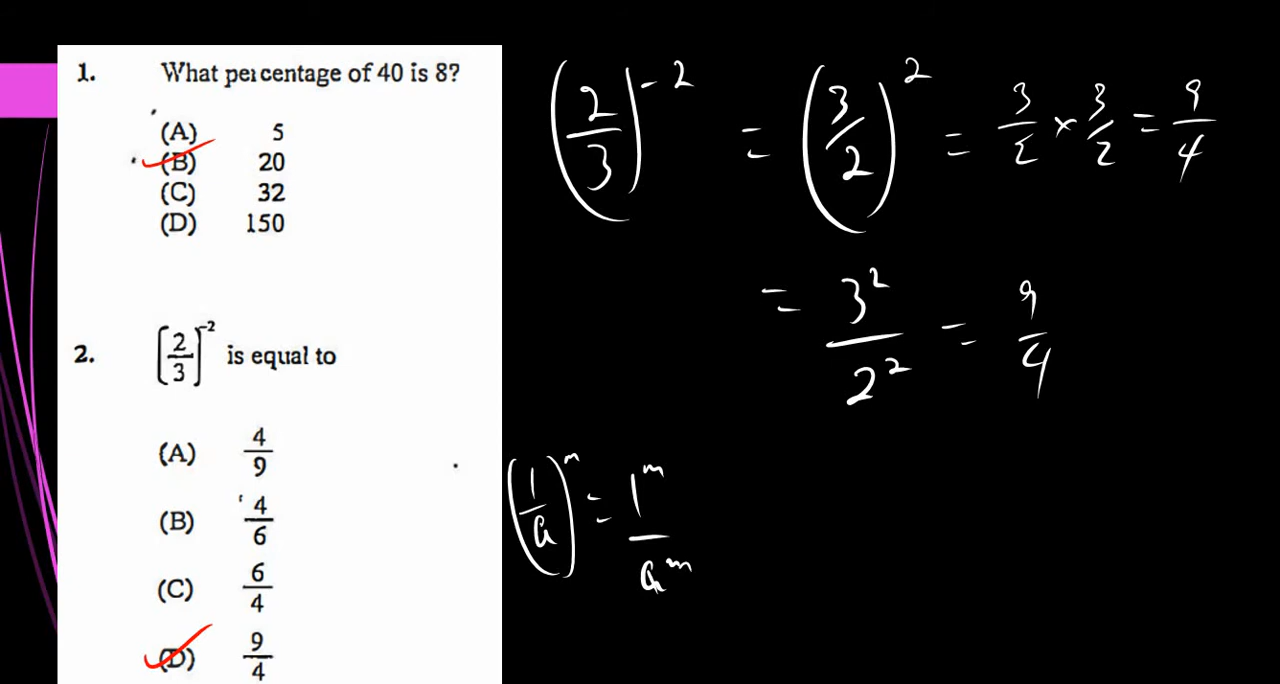 1. What percentage of 40 is 8?
(A) 5
(B) 20
(C) 32
(D) 150
2. [2/3]^-2 is equal to
(A) 4/9
(B) 4/6
(C) 6/4
(D) 9/4
(2/3)^-2 = (3/2)^2 = 3/2 × 3/2 = 9/4
= 3^2/2^2 = 9/4
(1/a)^m = 1^m/a^m